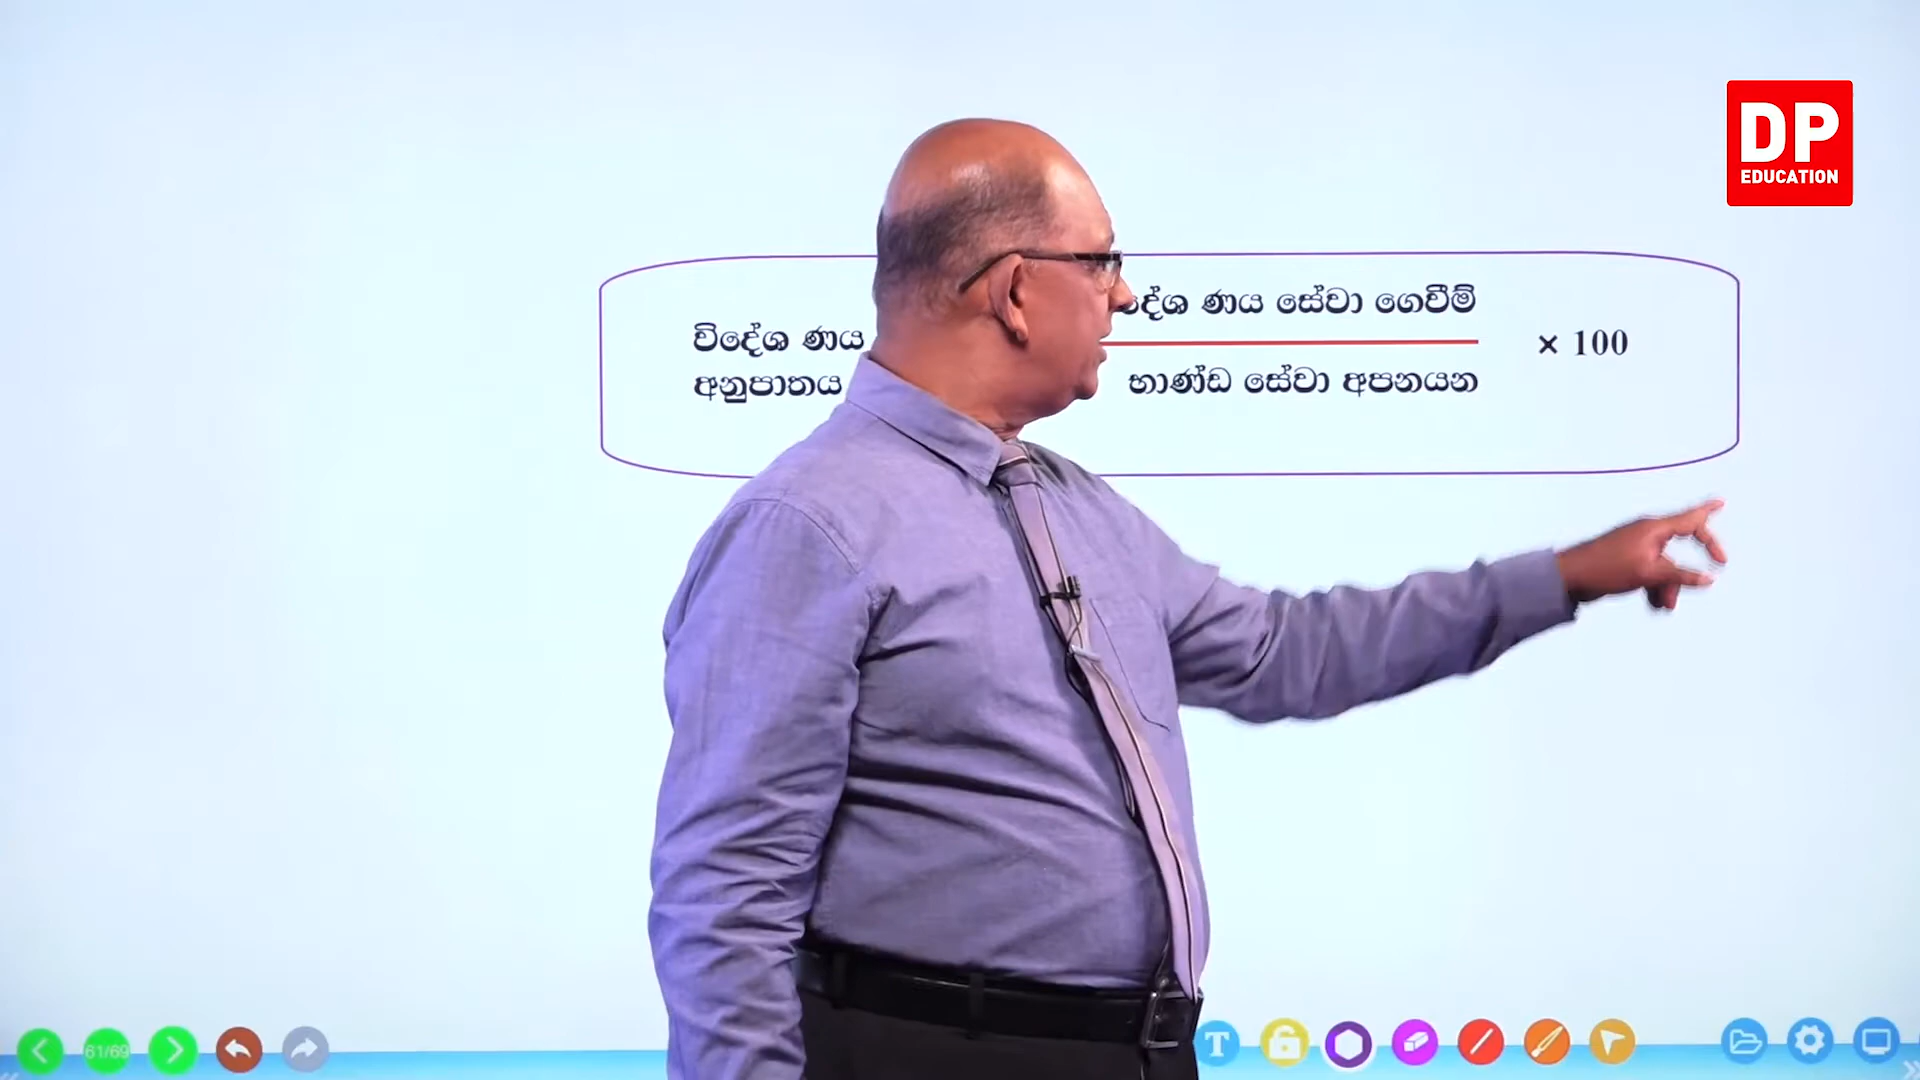 DP
EDUCATION
ණය සේවා ගෙවීම්
විදේශ ණය
× 100
අනුපාතය
භාණ්ඩ සේවා අපනයන
61/69
T